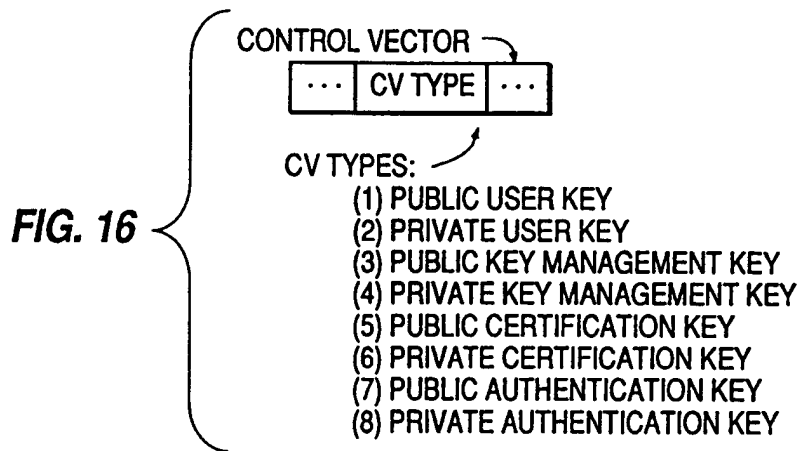 CONTROL VECTOR
··· CV TYPE ···
CV TYPES:
(1) PUBLIC USER KEY
(2) PRIVATE USER KEY
(3) PUBLIC KEY MANAGEMENT KEY
(4) PRIVATE KEY MANAGEMENT KEY
(5) PUBLIC CERTIFICATION KEY
(6) PRIVATE CERTIFICATION KEY
(7) PUBLIC AUTHENTICATION KEY
(8) PRIVATE AUTHENTICATION KEY
FIG. 16